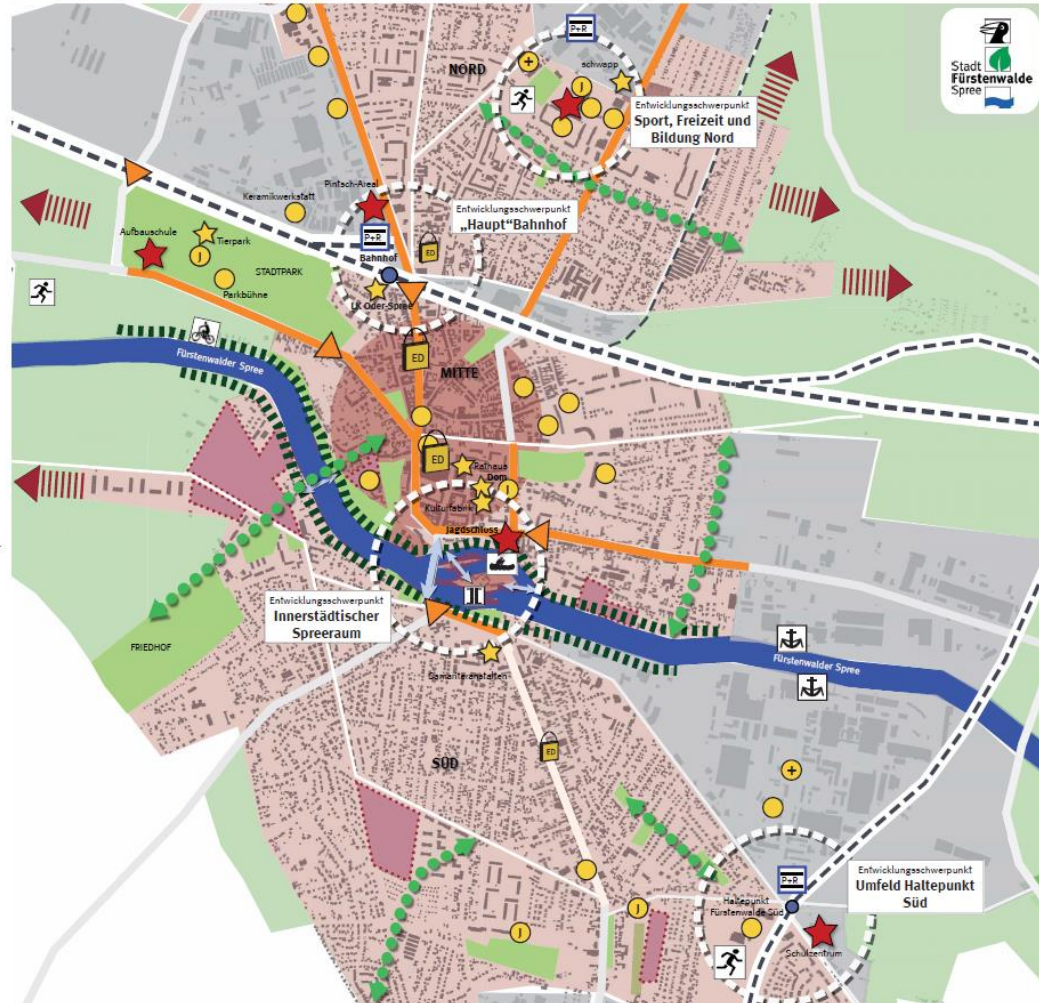 P+R
NORD
schwapp
J
Stadt
Fürstenwalde
Spree
Entwicklungsschwerpunkt
Sport, Freizeit und
Bildung Nord
Pintsch-Areal
Keramikwerkstatt
Entwicklungsschwerpunkt
„Haupt“Bahnhof
Aufbauschule
Tierpark
J
P+R
Bahnhof
ED
STADTPARK
Parkbühne
LK Oder-Spree
Fürstenwalder Spree
ED
MITTE
ED
Rathaus
Dom
J
Kulturfabrik
Jagdschloss
Entwicklungsschwerpunkt
Innerstädtischer
Spreeraum
FRIEDHOF
Fürstenwalder Spree
Samariteranstalten
ED
SÜD
Entwicklungsschwerpunkt
Umfeld Haltepunkt
Süd
P+R
Haltepunkt
Fürstenwalde Süd
J
J
Schulzentrum